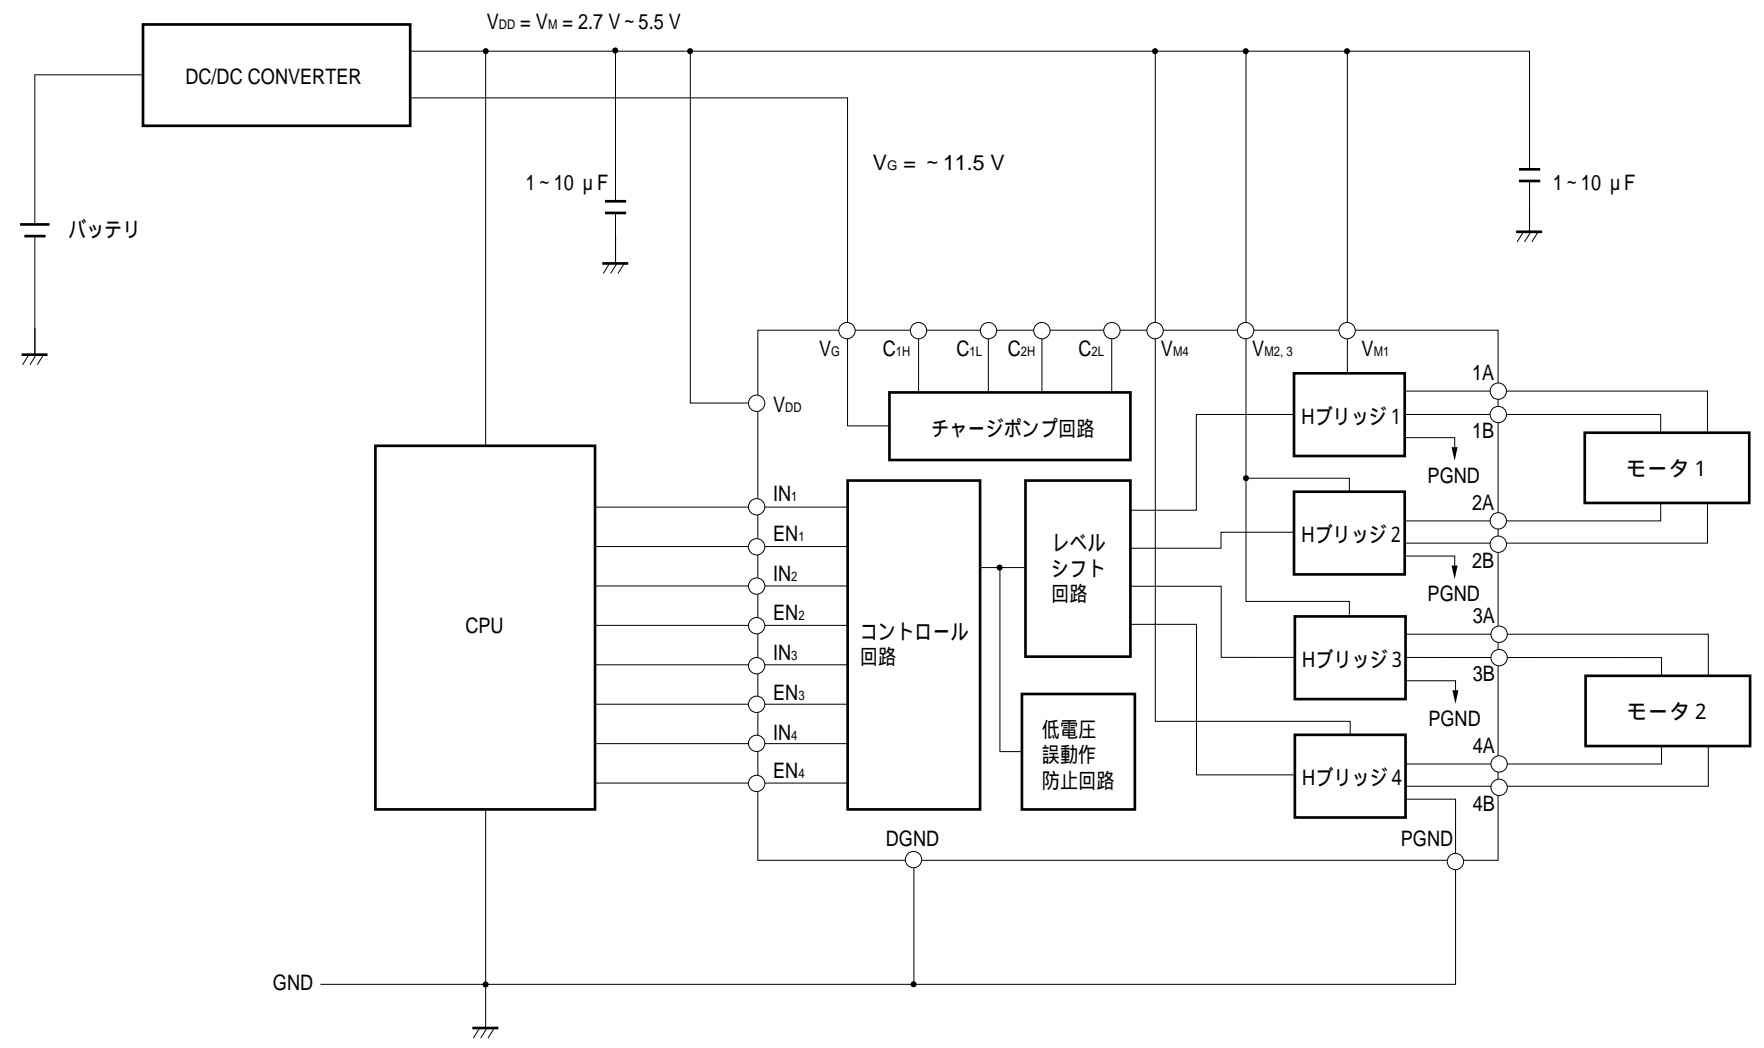 VDD = VM = 2.7 V ~ 5.5 V
DC/DC CONVERTER
VG = ~ 11.5 V
1 ~ 10 μF
1 ~ 10 μF
バッテリ
VG
C1H
C1L
C2H
C2L
VM4
VM2, 3
VM1
VDD
チャージポンプ回路
Hブリッジ1
1A
1B
PGND
モータ1
CPU
IN1
EN1
IN2
EN2
IN3
EN3
IN4
EN4
コントロール
回路
レベル
シフト
回路
低電圧
誤動作
防止回路
Hブリッジ2
2A
2B
PGND
Hブリッジ3
3A
3B
PGND
モータ2
Hブリッジ4
4A
4B
DGND
PGND
GND